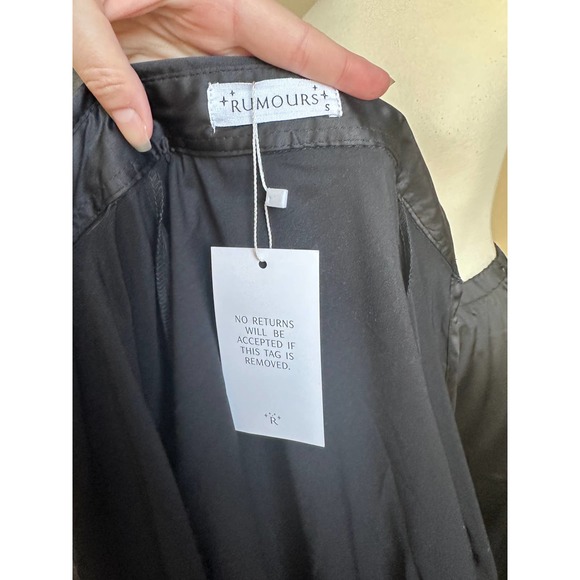 RUMOURS
S
NO RETURNS
WILL BE
ACCEPTED IF
THIS TAG IS
REMOVED.
R